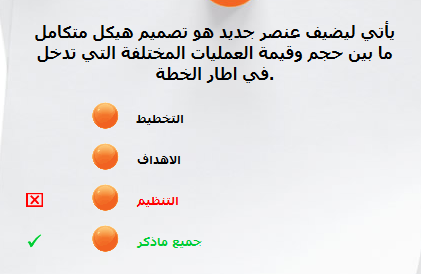 يأتي ليضيف عنصر جديد هو تصميم هيكل متكامل
ما بين حجم وقيمة العمليات المختلفة التي تدخل
في اطار الخطة.
التخطيط
الاهداف
التنظيم
جميع ماذكر